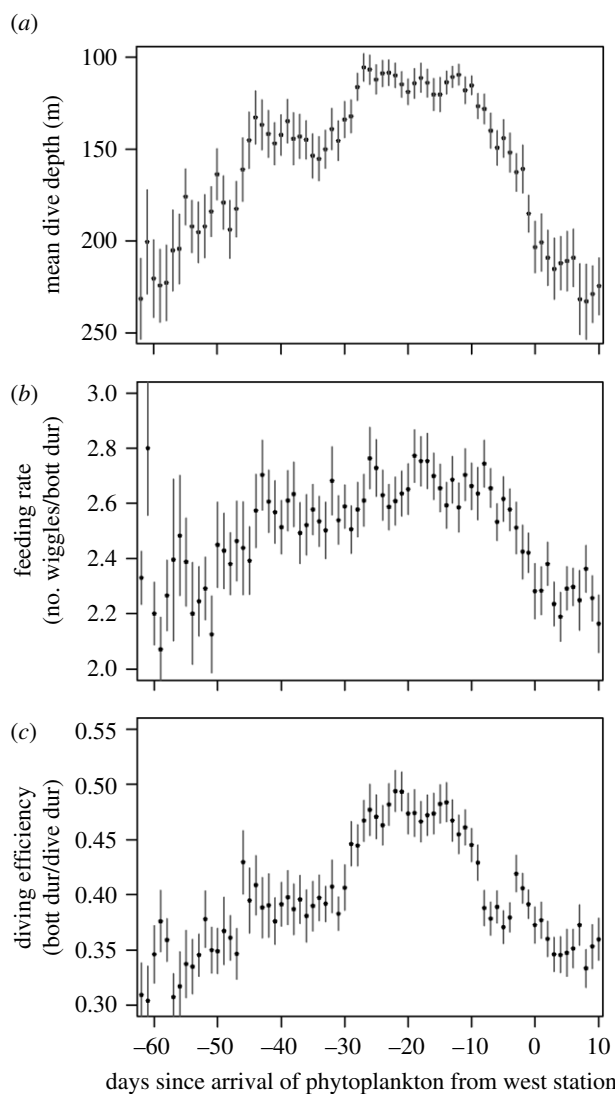 (a)
100
150
200
250
mean dive depth (m)
(b)
3.0
2.8
2.6
2.4
2.2
2.0
feeding rate
(no. wiggles/bott dur)
(c)
0.55
0.50
0.45
0.40
0.35
0.30
diving efficiency
(bott dur/dive dur)
–60 –50 –40 –30 –20 –10 0 10
days since arrival of phytoplankton from west station